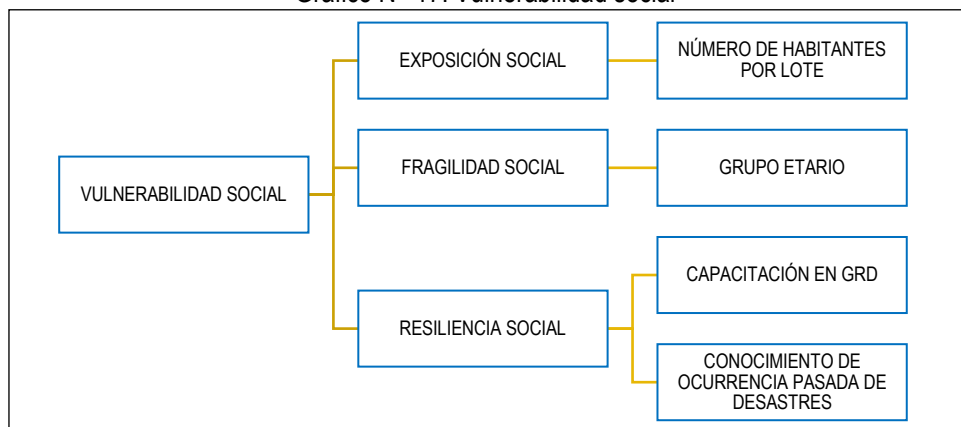 VULNERABILIDAD SOCIAL
EXPOSICIÓN SOCIAL
NÚMERO DE HABITANTES
POR LOTE
FRAGILIDAD SOCIAL
GRUPO ETARIO
RESILIENCIA SOCIAL
CAPACITACIÓN EN GRD
CONOCIMIENTO DE
OCURRENCIA PASADA DE
DESASTRES